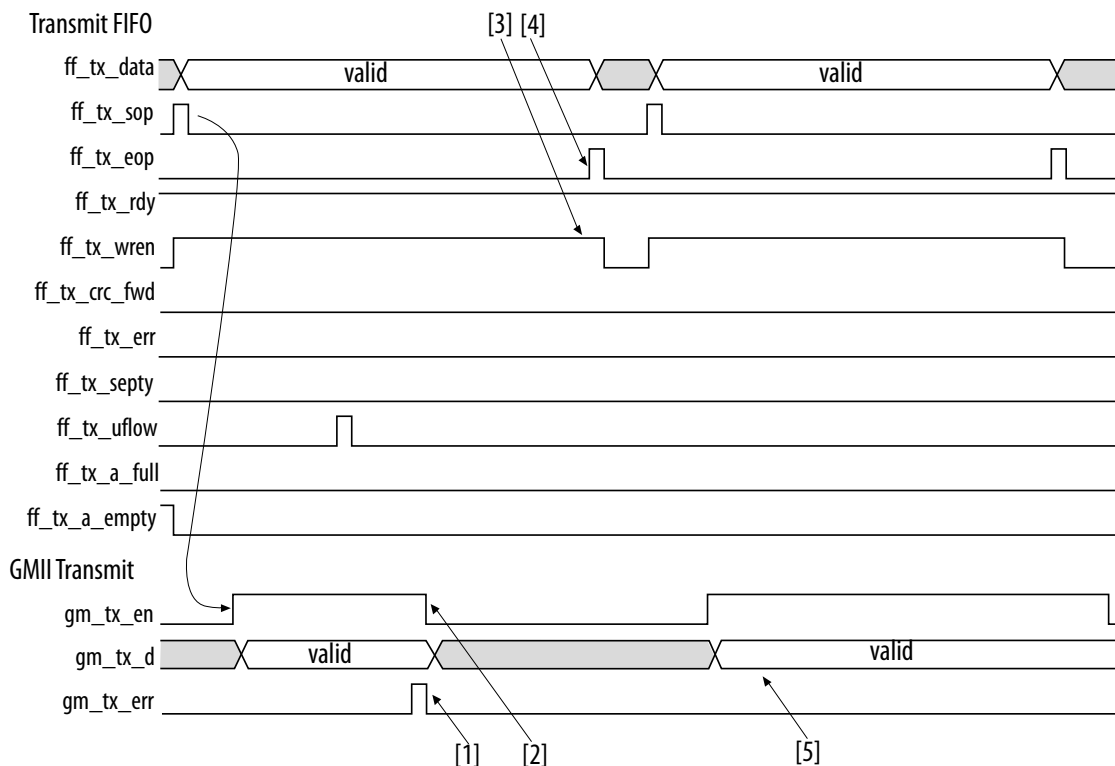 Transmit FIFO
[3] [4]
ff_tx_data
valid
valid
ff_tx_sop
ff_tx_eop
ff_tx_rdy
ff_tx_wren
ff_tx_crc_fwd
ff_tx_err
ff_tx_septy
ff_tx_uflow
ff_tx_a_full
ff_tx_a_empty
GMII Transmit
gm_tx_en
gm_tx_d
valid
valid
gm_tx_err
[1]
[2]
[5]